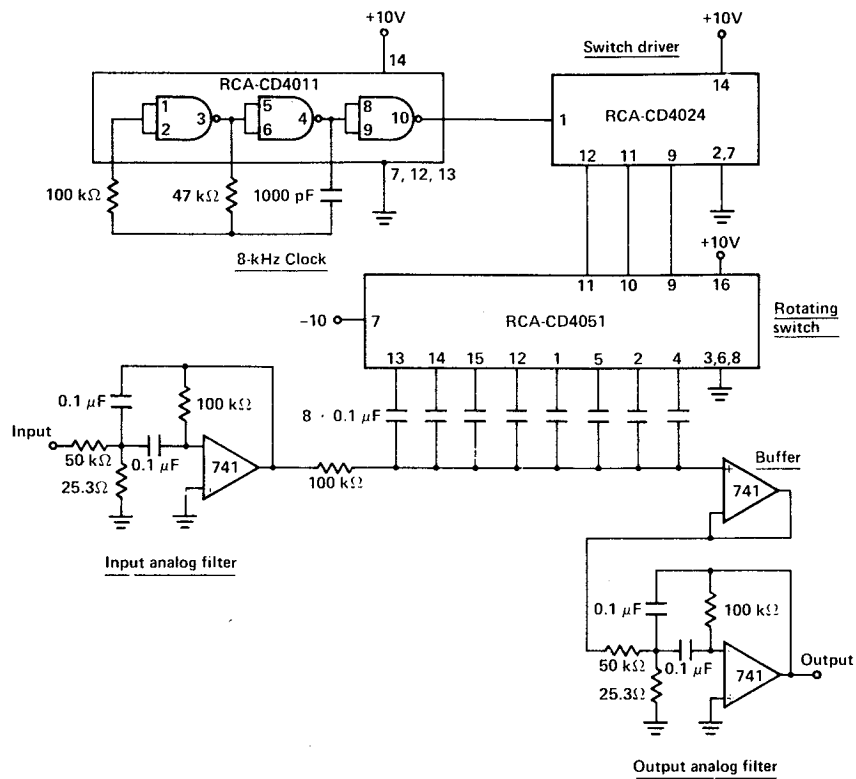 +10V
+10V
Switch driver
14
RCA-CD4011
14
1
2
3
5
6
4
8
9
10
1
RCA-CD4024
12
11
9
2,7
7, 12, 13
100 kΩ
47 kΩ
1000 pF
8-kHz Clock
+10V
11
10
9
16
-10
7
RCA-CD4051
Rotating
switch
13
14
15
12
1
5
2
4
3,6,8
0.1 μF
100 kΩ
8 · 0.1 μF
Input
50 kΩ
0.1 μF
741
+
25.3Ω
100 kΩ
Buffer
+
741
-
Input analog filter
0.1 μF
100 kΩ
50 kΩ
0.1 μF
741
Output
25.3Ω
Output analog filter